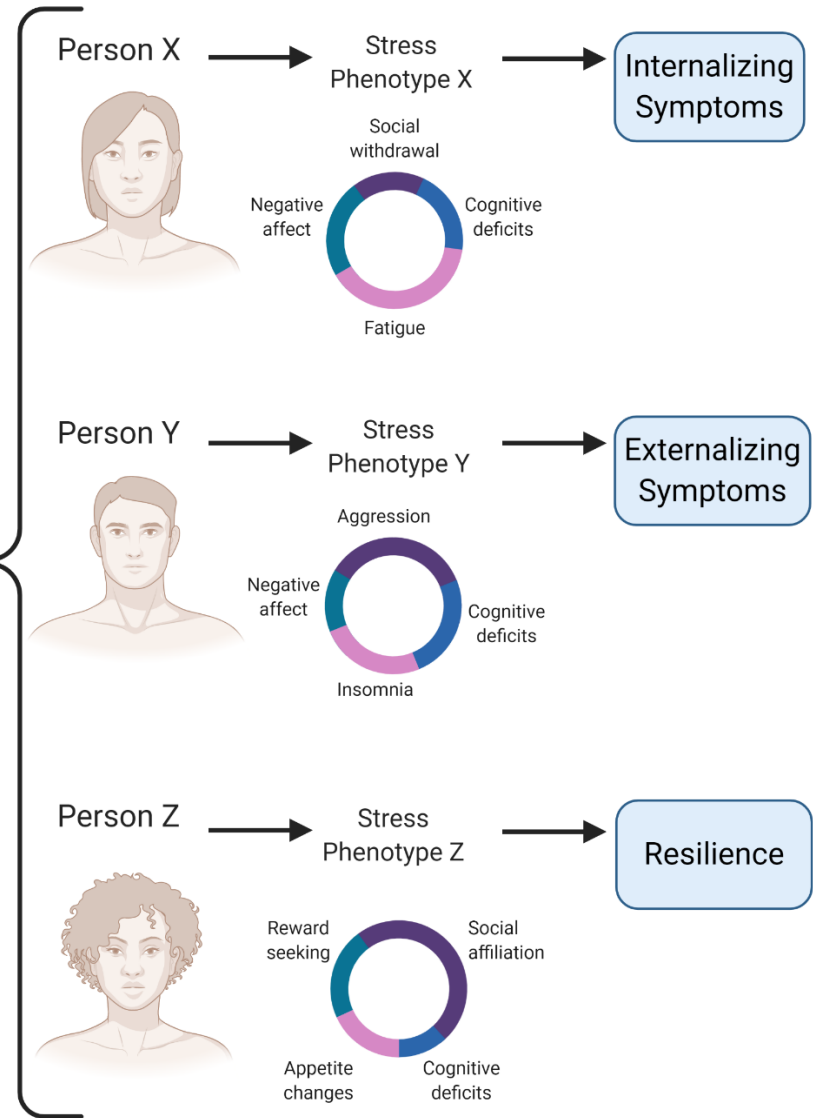 Person X
Stress
Phenotype X
Internalizing
Symptoms
Social
withdrawal
Negative
affect
Cognitive
deficits
Fatigue
Person Y
Stress
Phenotype Y
Externalizing
Symptoms
Aggression
Negative
affect
Cognitive
deficits
Insomnia
Person Z
Stress
Phenotype Z
Resilience
Reward
seeking
Social
affiliation
Appetite
changes
Cognitive
deficits